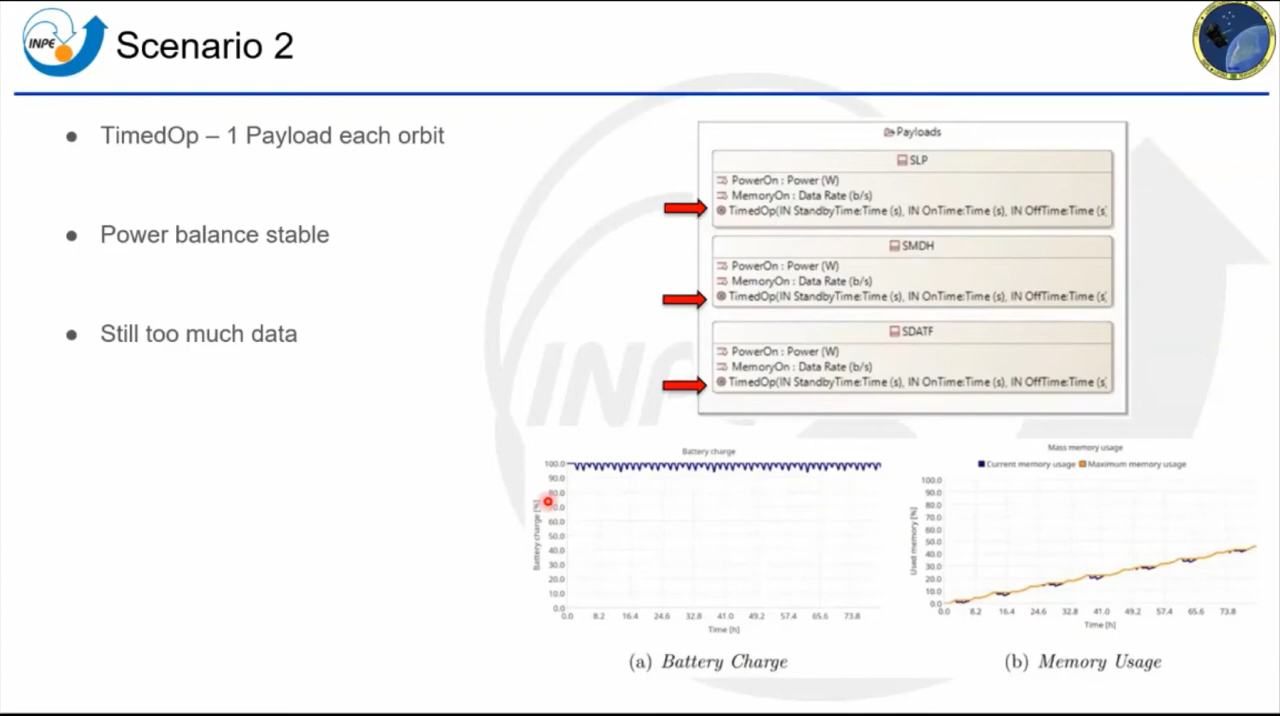 INPE
Scenario 2
● TimedOp – 1 Payload each orbit
● Power balance stable
● Still too much data
Payloads
SLP
PowerOn : Power (W)
MemoryOn : Data Rate (b/s)
TimedOp(IN StandbyTime:Time (s), IN OnTime:Time (s), IN OffTime:Time (s
SMDH
PowerOn : Power (W)
MemoryOn : Data Rate (b/s)
TimedOp(IN StandbyTime:Time (s), IN OnTime:Time (s), IN OffTime:Time (s
SDATF
PowerOn : Power (W)
MemoryOn : Data Rate (b/s)
TimedOp(IN StandbyTime:Time (s), IN OnTime:Time (s), IN OffTime:Time (s
INPE
Battery charge
100.0
90.0
80.0
70.0
60.0
50.0
40.0
30.0
20.0
10.0
0.0
Battery charge [%]
0.0 8.2 16.4 24.6 32.8 41.0 49.2 57.4 65.6 73.8
Time [h]
(a) Battery Charge
Mass memory usage
Current memory usage Maximum memory usage
100.0
90.0
80.0
70.0
60.0
50.0
40.0
30.0
20.0
10.0
0.0
Used memory [%]
0.0 8.2 16.4 24.6 32.8 41.0 49.2 57.4 65.6 73.8
Time [h]
(b) Memory Usage